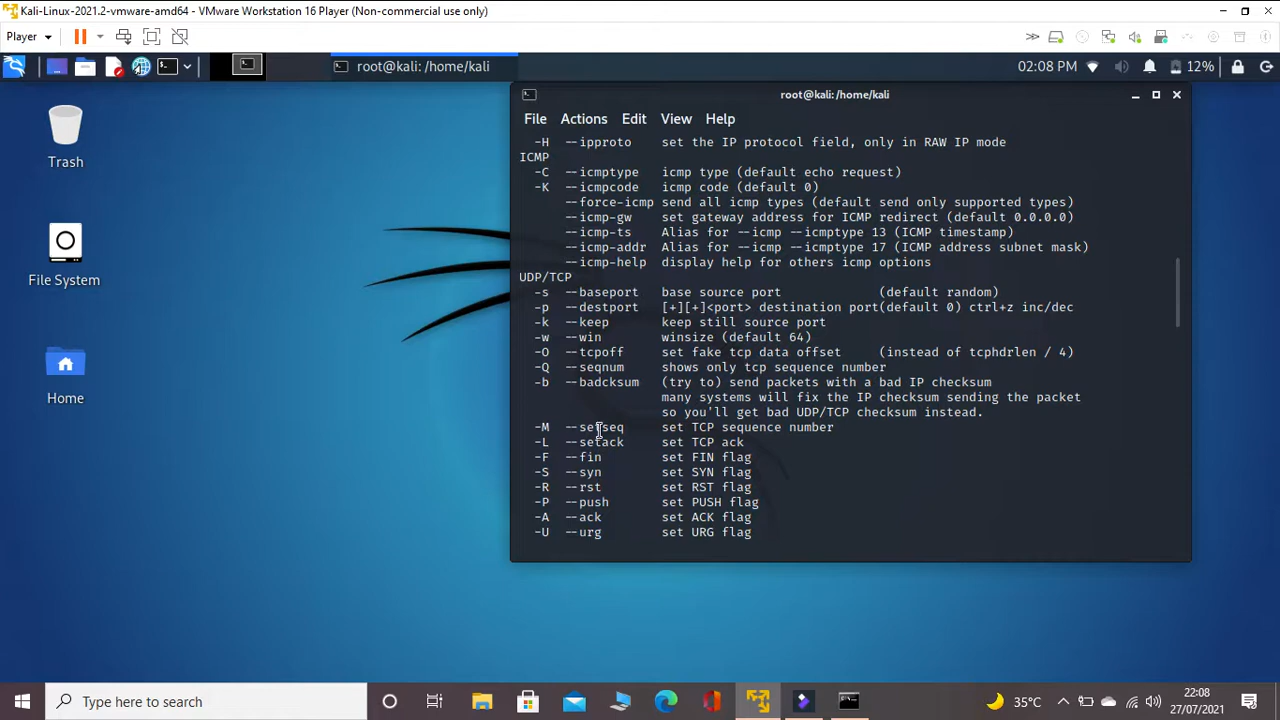 Kali-Linux-2021.2-vmware-amd64 - VMware Workstation 16 Player (Non-commercial use only)
Player
root@kali: /home/kali
02:08 PM
12%
root@kali: /home/kali
File Actions Edit View Help
Trash
File System
Home
-H --ipproto set the IP protocol field, only in RAW IP mode
ICMP
-C --icmptype icmp type (default echo request)
-K --icmpcode icmp code (default 0)
--force-icmp send all icmp types (default send only supported types)
--icmp-gw set gateway address for ICMP redirect (default 0.0.0.0)
--icmp-ts Alias for --icmp --icmptype 13 (ICMP timestamp)
--icmp-addr Alias for --icmp --icmptype 17 (ICMP address subnet mask)
--icmp-help display help for others icmp options
UDP/TCP
-s --baseport base source port (default random)
-p --destport [+][+]<port> destination port(default 0) ctrl+z inc/dec
-k --keep keep still source port
-w --win winsize (default 64)
-O --tcpoff set fake tcp data offset (instead of tcphdrlen / 4)
-Q --seqnum shows only tcp sequence number
-b --badcksum (try to) send packets with a bad IP checksum
many systems will fix the IP checksum sending the packet
so you'll get bad UDP/TCP checksum instead.
-M --setseq set TCP sequence number
-L --setack set TCP ack
-F --fin set FIN flag
-S --syn set SYN flag
-R --rst set RST flag
-P --push set PUSH flag
-A --ack set ACK flag
-U --urg set URG flag
Type here to search
35°C
22:08
27/07/2021